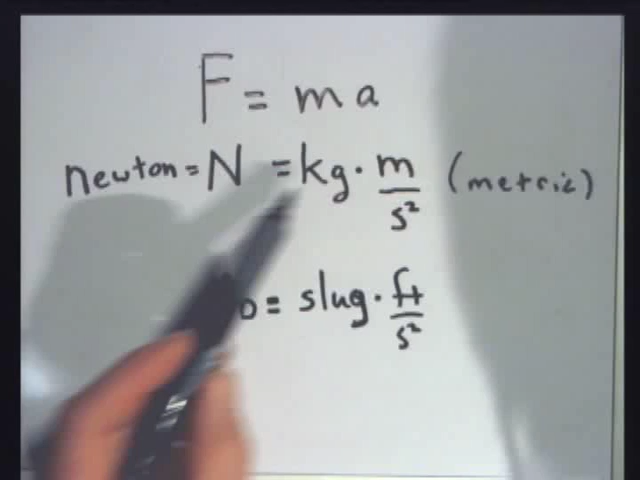 F = ma
newton = N = kg · m/s² (metric)
= slug · ft/s²